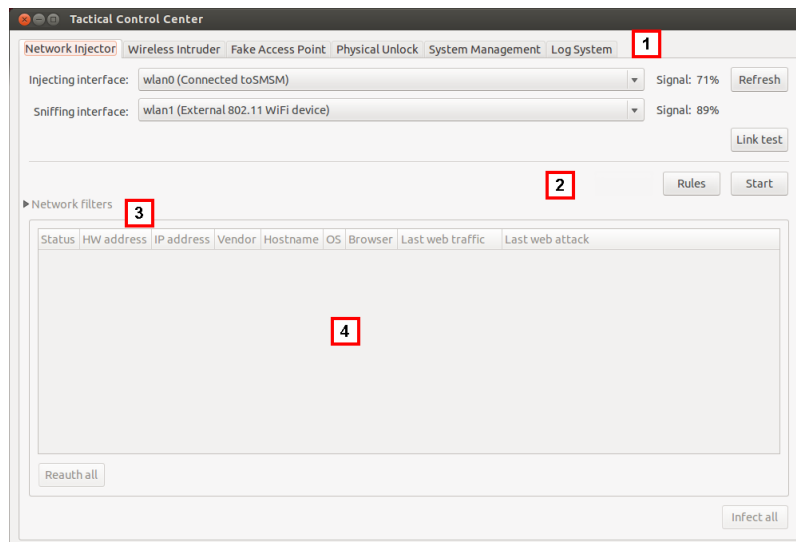 Tactical Control Center
Network Injector Wireless Intruder Fake Access Point Physical Unlock System Management Log System 1
Injecting interface: wlan0 (Connected toSMSM) Signal: 71% Refresh
Sniffing interface: wlan1 (External 802.11 WiFi device) Signal: 89%
Link test
2 Rules Start
Network filters 3
Status HW address IP address Vendor Hostname OS Browser Last web traffic Last web attack
4
Reauth all
Infect all